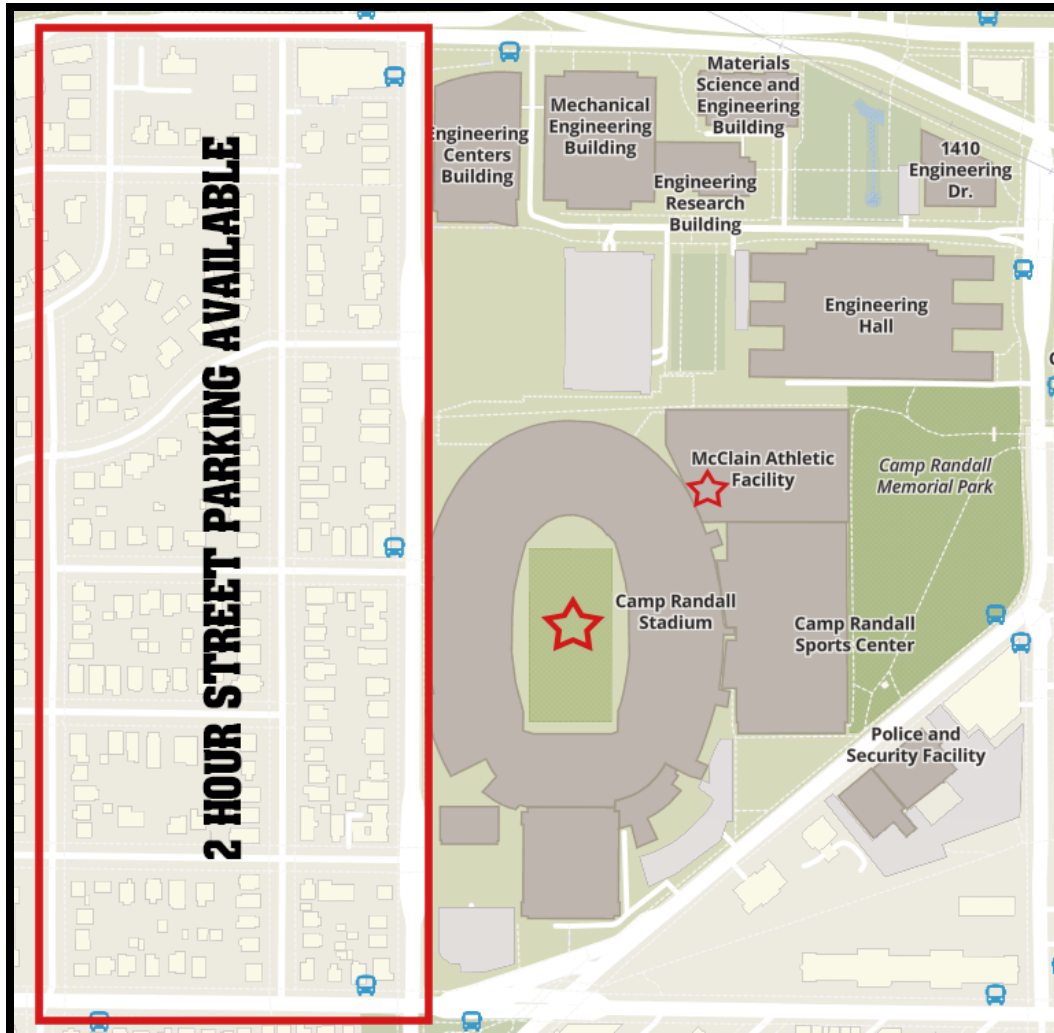 2 HOUR STREET PARKING AVAILABLE
Engineering
Centers
Building
Mechanical
Engineering
Building
Materials
Science and
Engineering
Building
Engineering
Research
Building
1410
Engineering
Dr.
Engineering
Hall
McClain Athletic
Facility
Camp Randall
Memorial Park
Camp Randall
Stadium
Camp Randall
Sports Center
Police and
Security Facility